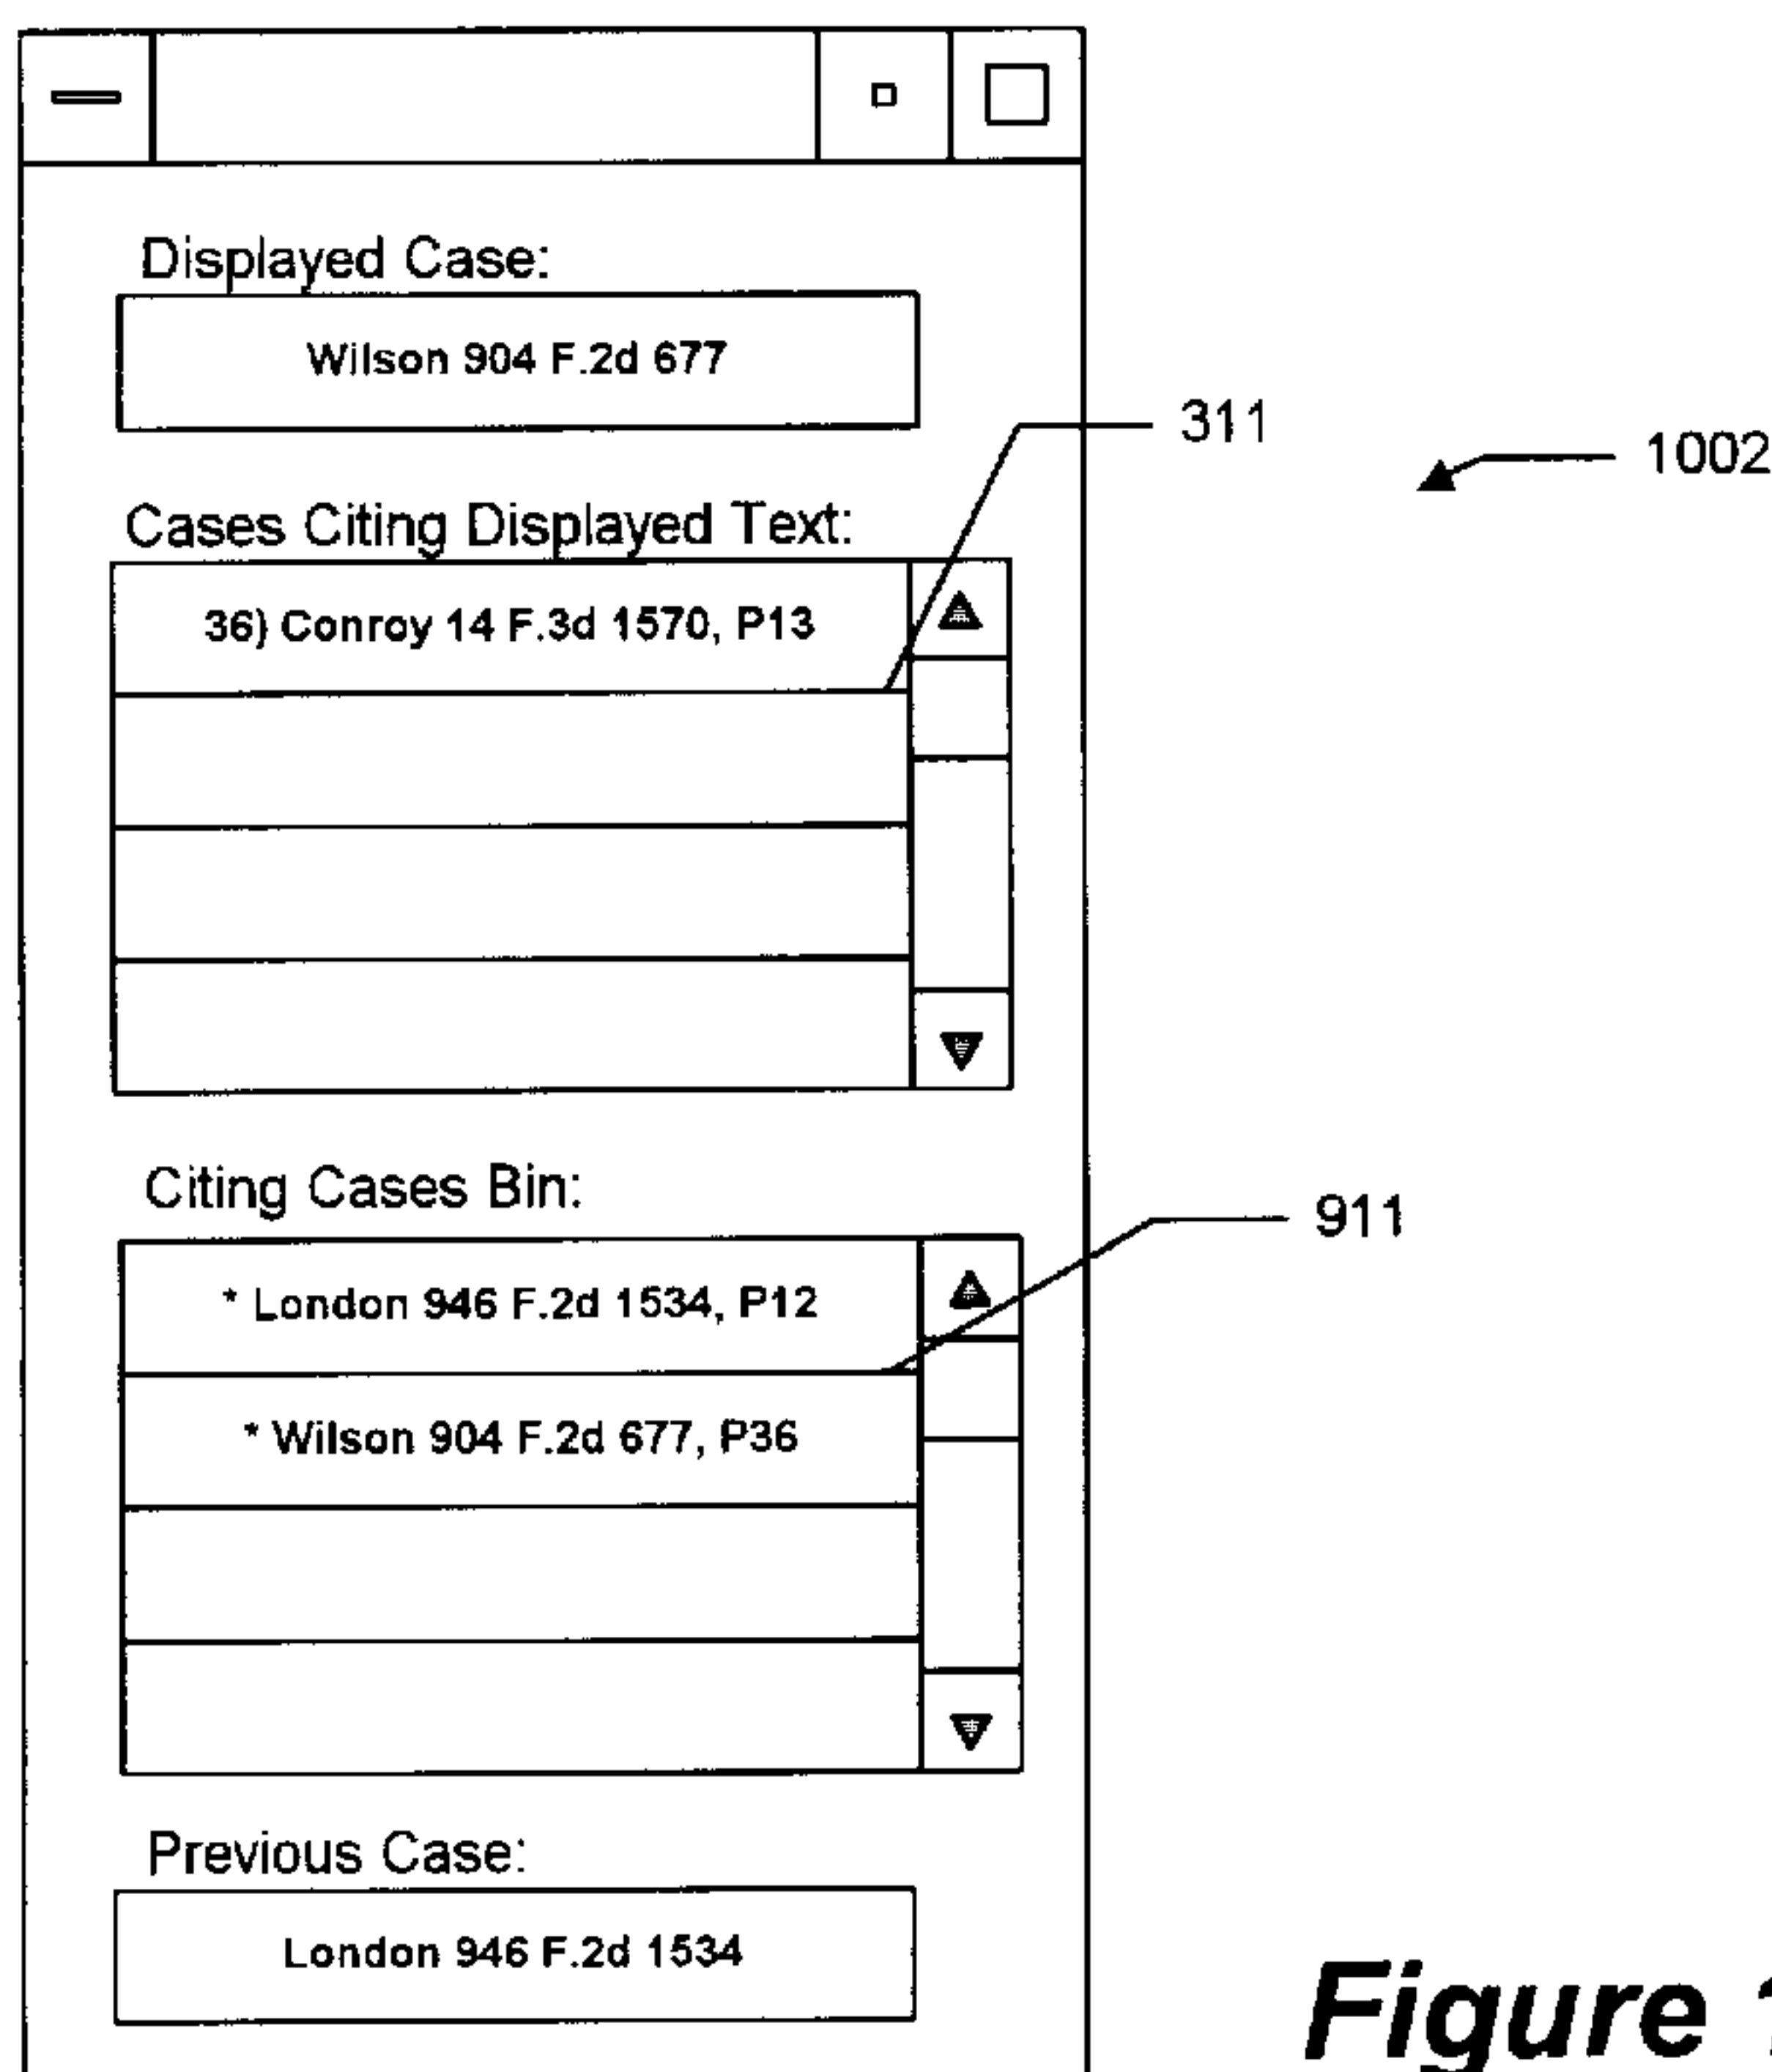 Displayed Case:
Wilson 904 F.2d 677
311
1002
Cases Citing Displayed Text:
36) Conroy 14 F.3d 1570, P13
Citing Cases Bin:
911
* London 946 F.2d 1534, P12
* Wilson 904 F.2d 677, P36
Previous Case:
London 946 F.2d 1534
Figure